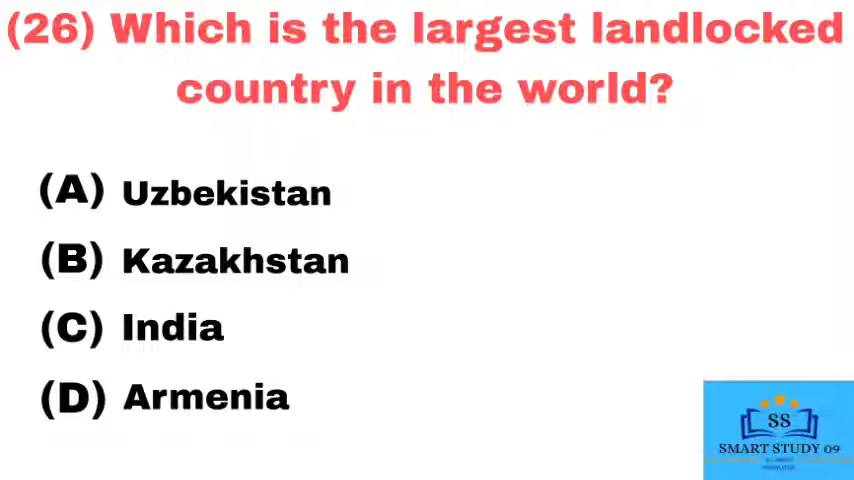 (26) Which is the largest landlocked
country in the world?
(A) Uzbekistan
(B) Kazakhstan
(C) India
(D) Armenia
SS
SMART STUDY 09